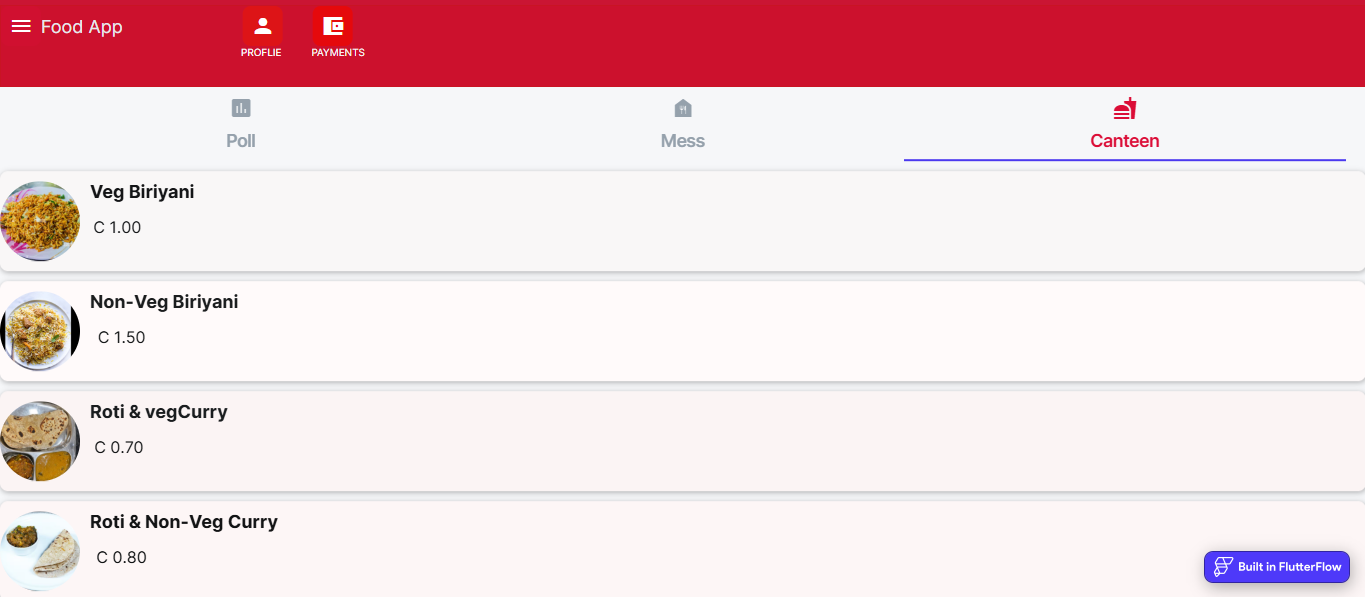 Food App
PROFLIE
PAYMENTS
Poll
Mess
Canteen
Veg Biriyani
C 1.00
Non-Veg Biriyani
C 1.50
Roti & vegCurry
C 0.70
Roti & Non-Veg Curry
C 0.80
Built in FlutterFlow